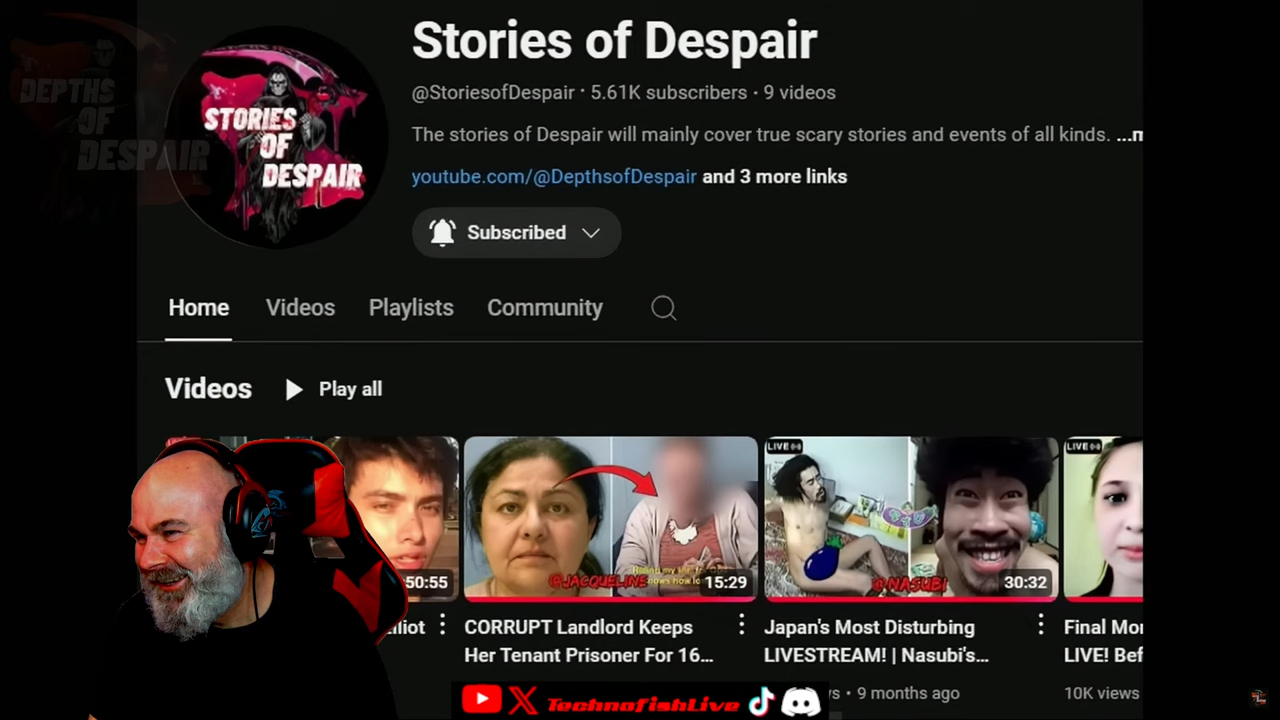 Stories of Despair
@StoriesofDespair · 5.61K subscribers · 9 videos
The stories of Despair will mainly cover true scary stories and events of all kinds. ...m
youtube.com/@DepthsofDespair and 3 more links
Subscribed
DEPTHS
OF
DESPAIR
STORIES
OF
DESPAIR
Home Videos Playlists Community
Videos Play all
50:55
@JACQUELINE
15:29
LIVE
@NASUBI
30:32
LIVE
lliot
CORRUPT Landlord Keeps
Her Tenant Prisoner For 16...
Japan's Most Disturbing
LIVESTREAM! | Nasubi's...
9 months ago
Final Mo
LIVE! Bef
10K views
TechnofishLive